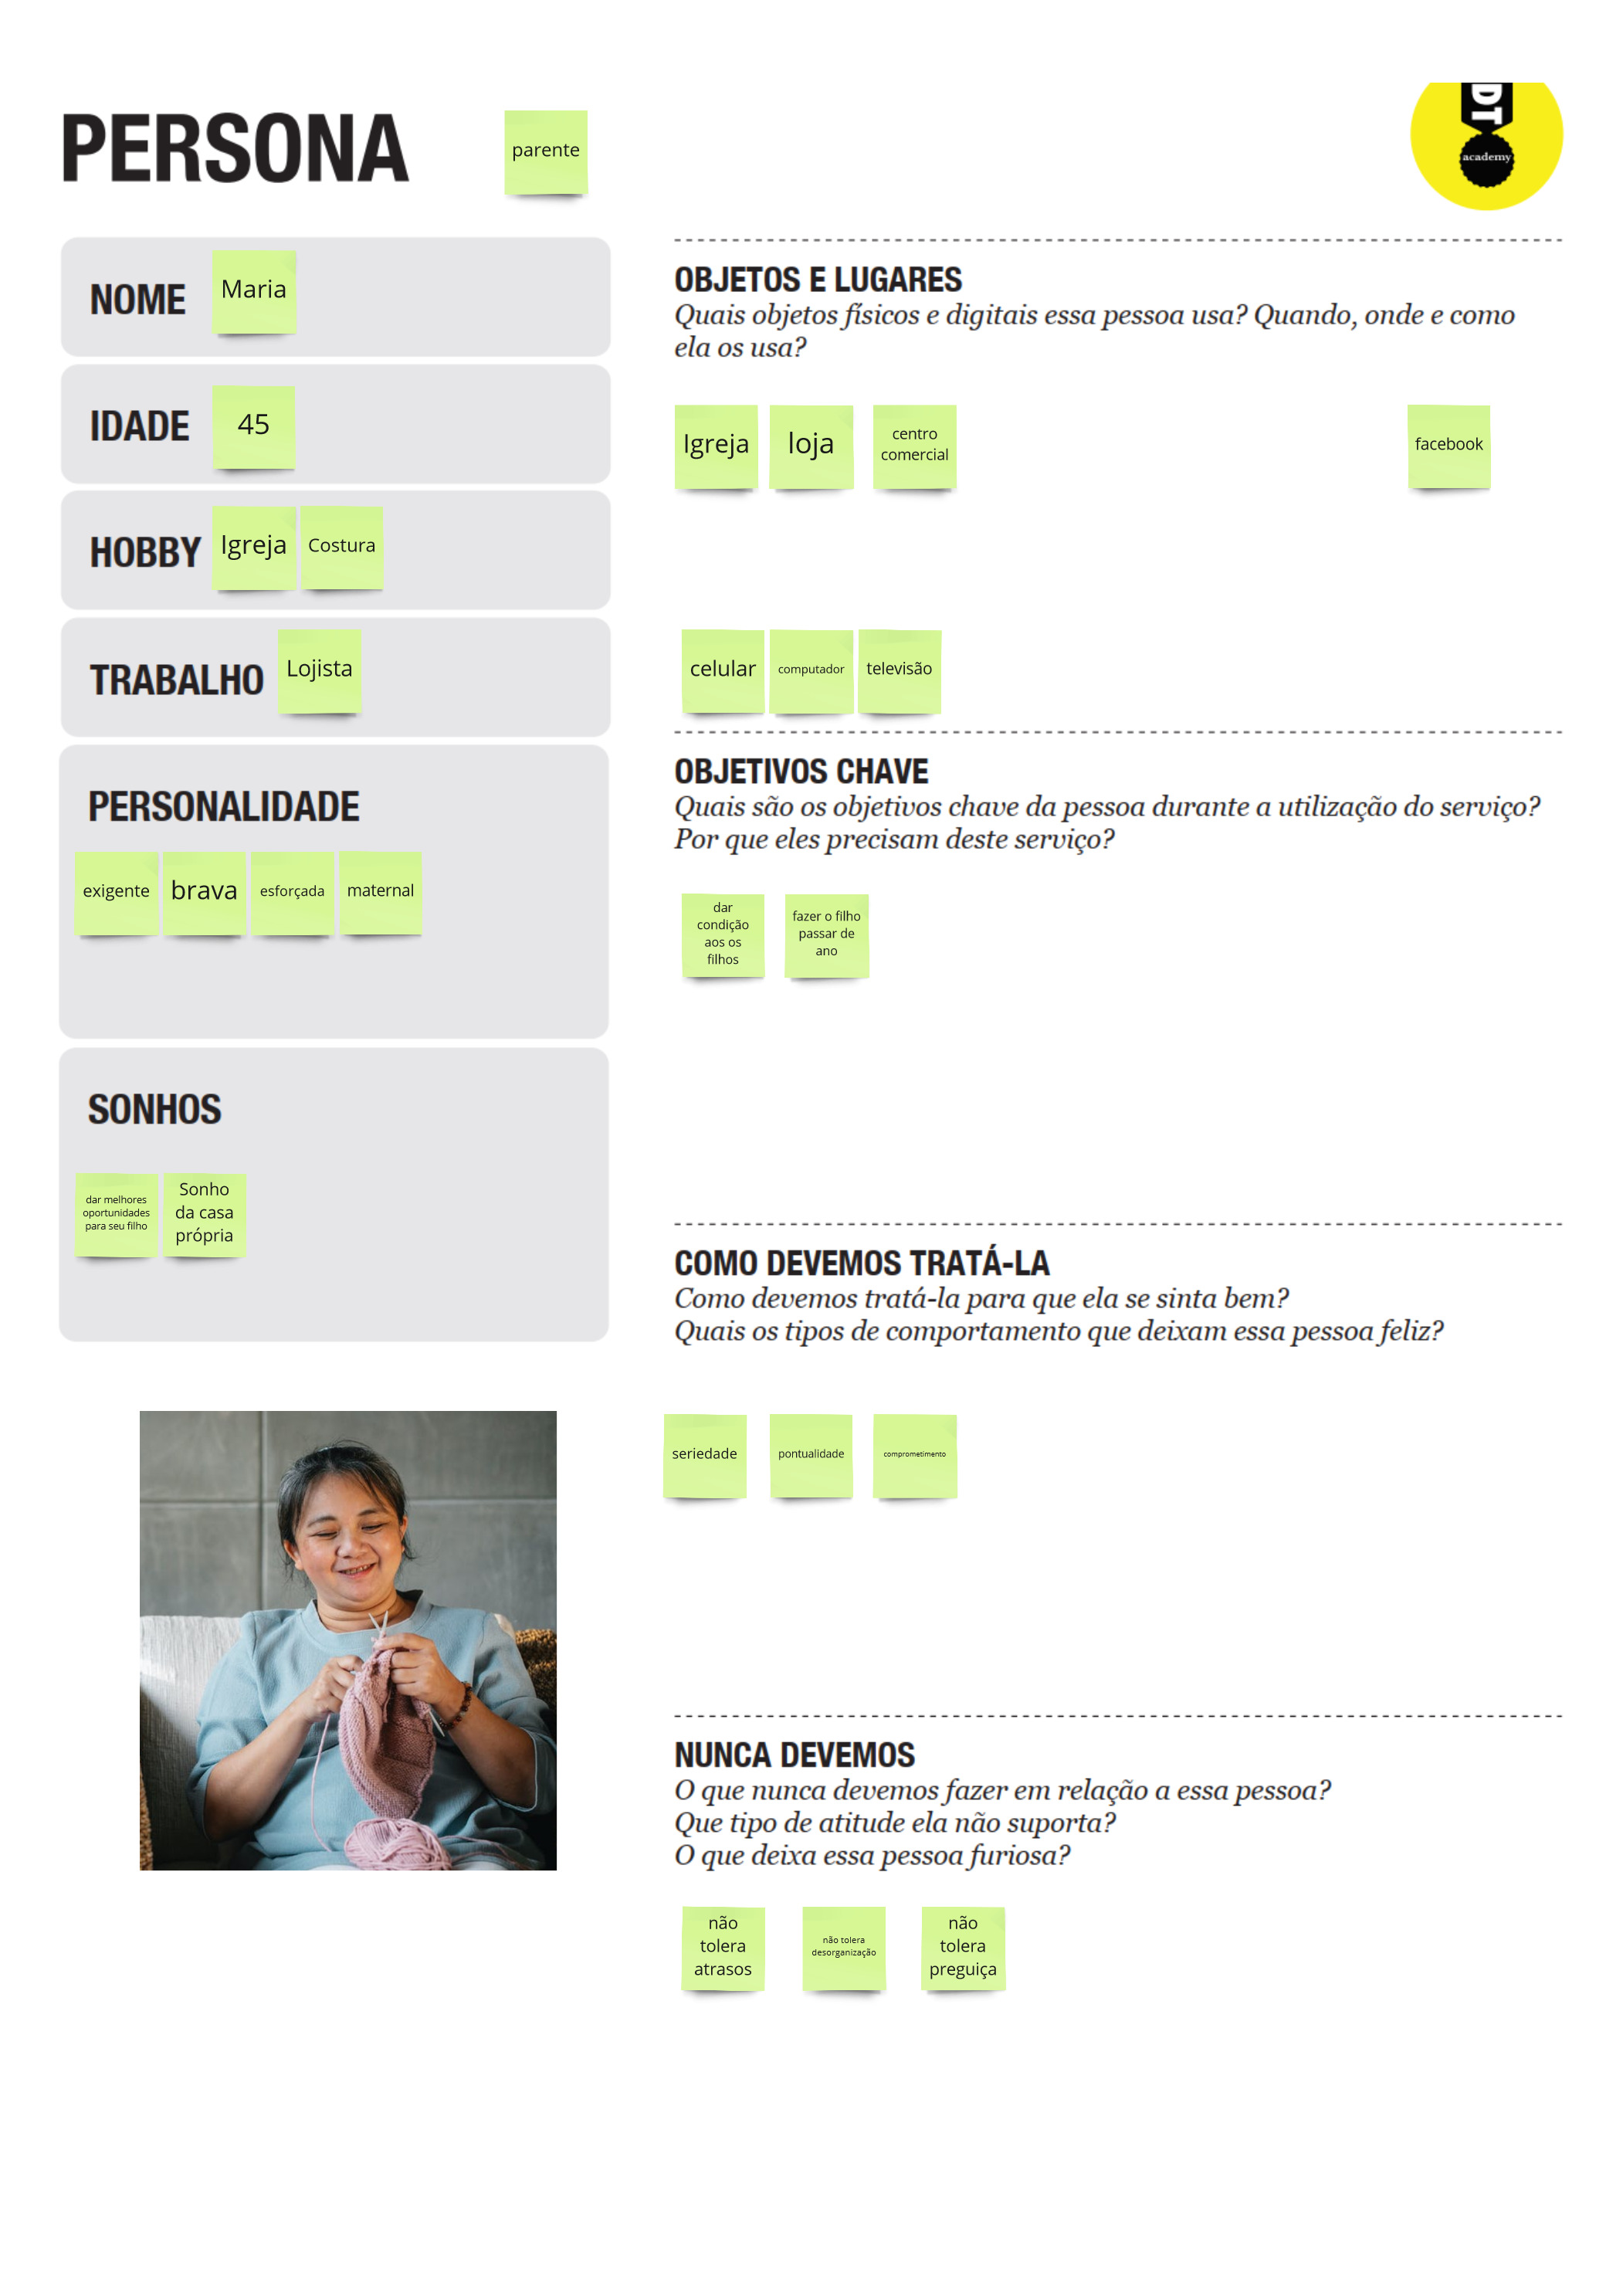 PERSONA
parente
DT
academy
NOME
Maria
IDADE
45
HOBBY
Igreja
Costura
TRABALHO
Lojista
PERSONALIDADE
exigente
brava
esforçada
maternal
SONHOS
dar melhores
oportunidades
para seu filho
Sonho
da casa
própria
OBJETOS E LUGARES
Quais objetos físicos e digitais essa pessoa usa? Quando, onde e como
ela os usa?
Igreja
loja
centro
comercial
facebook
celular
computador
televisão
OBJETIVOS CHAVE
Quais são os objetivos chave da pessoa durante a utilização do serviço?
Por que eles precisam deste serviço?
dar
condição
aos os
filhos
fazer o filho
passar de
ano
COMO DEVEMOS TRATÁ-LA
Como devemos tratá-la para que ela se sinta bem?
Quais os tipos de comportamento que deixam essa pessoa feliz?
seriedade
pontualidade
comprometimento
NUNCA DEVEMOS
O que nunca devemos fazer em relação a essa pessoa?
Que tipo de atitude ela não suporta?
O que deixa essa pessoa furiosa?
não
tolera
atrasos
não tolera
desorganização
não
tolera
preguiça